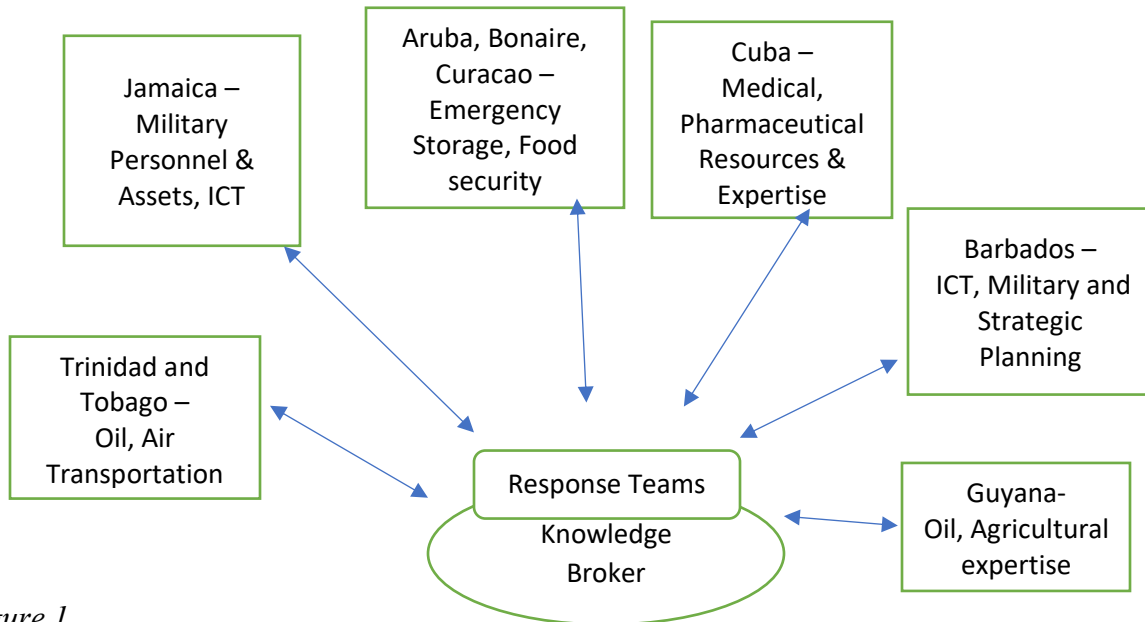 Jamaica –
Military
Personnel &
Assets, ICT
Aruba, Bonaire,
Curacao –
Emergency
Storage, Food
security
Cuba –
Medical,
Pharmaceutical
Resources &
Expertise
Barbados –
ICT, Military and
Strategic
Planning
Trinidad and
Tobago –
Oil, Air
Transportation
Response Teams
Knowledge
Broker
Guyana-
Oil, Agricultural
expertise
1